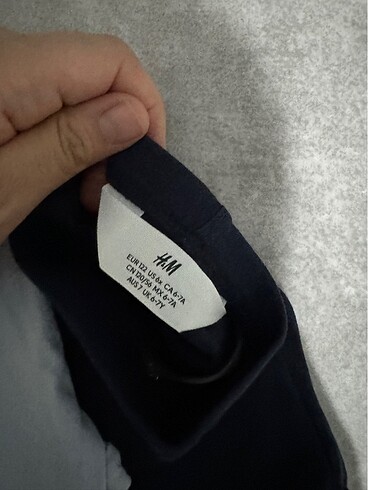 H&M
EUR 122 US 6x CA 6-7A
CN 120/56 MX 6-7A
AUS 7 UK 6-7Y